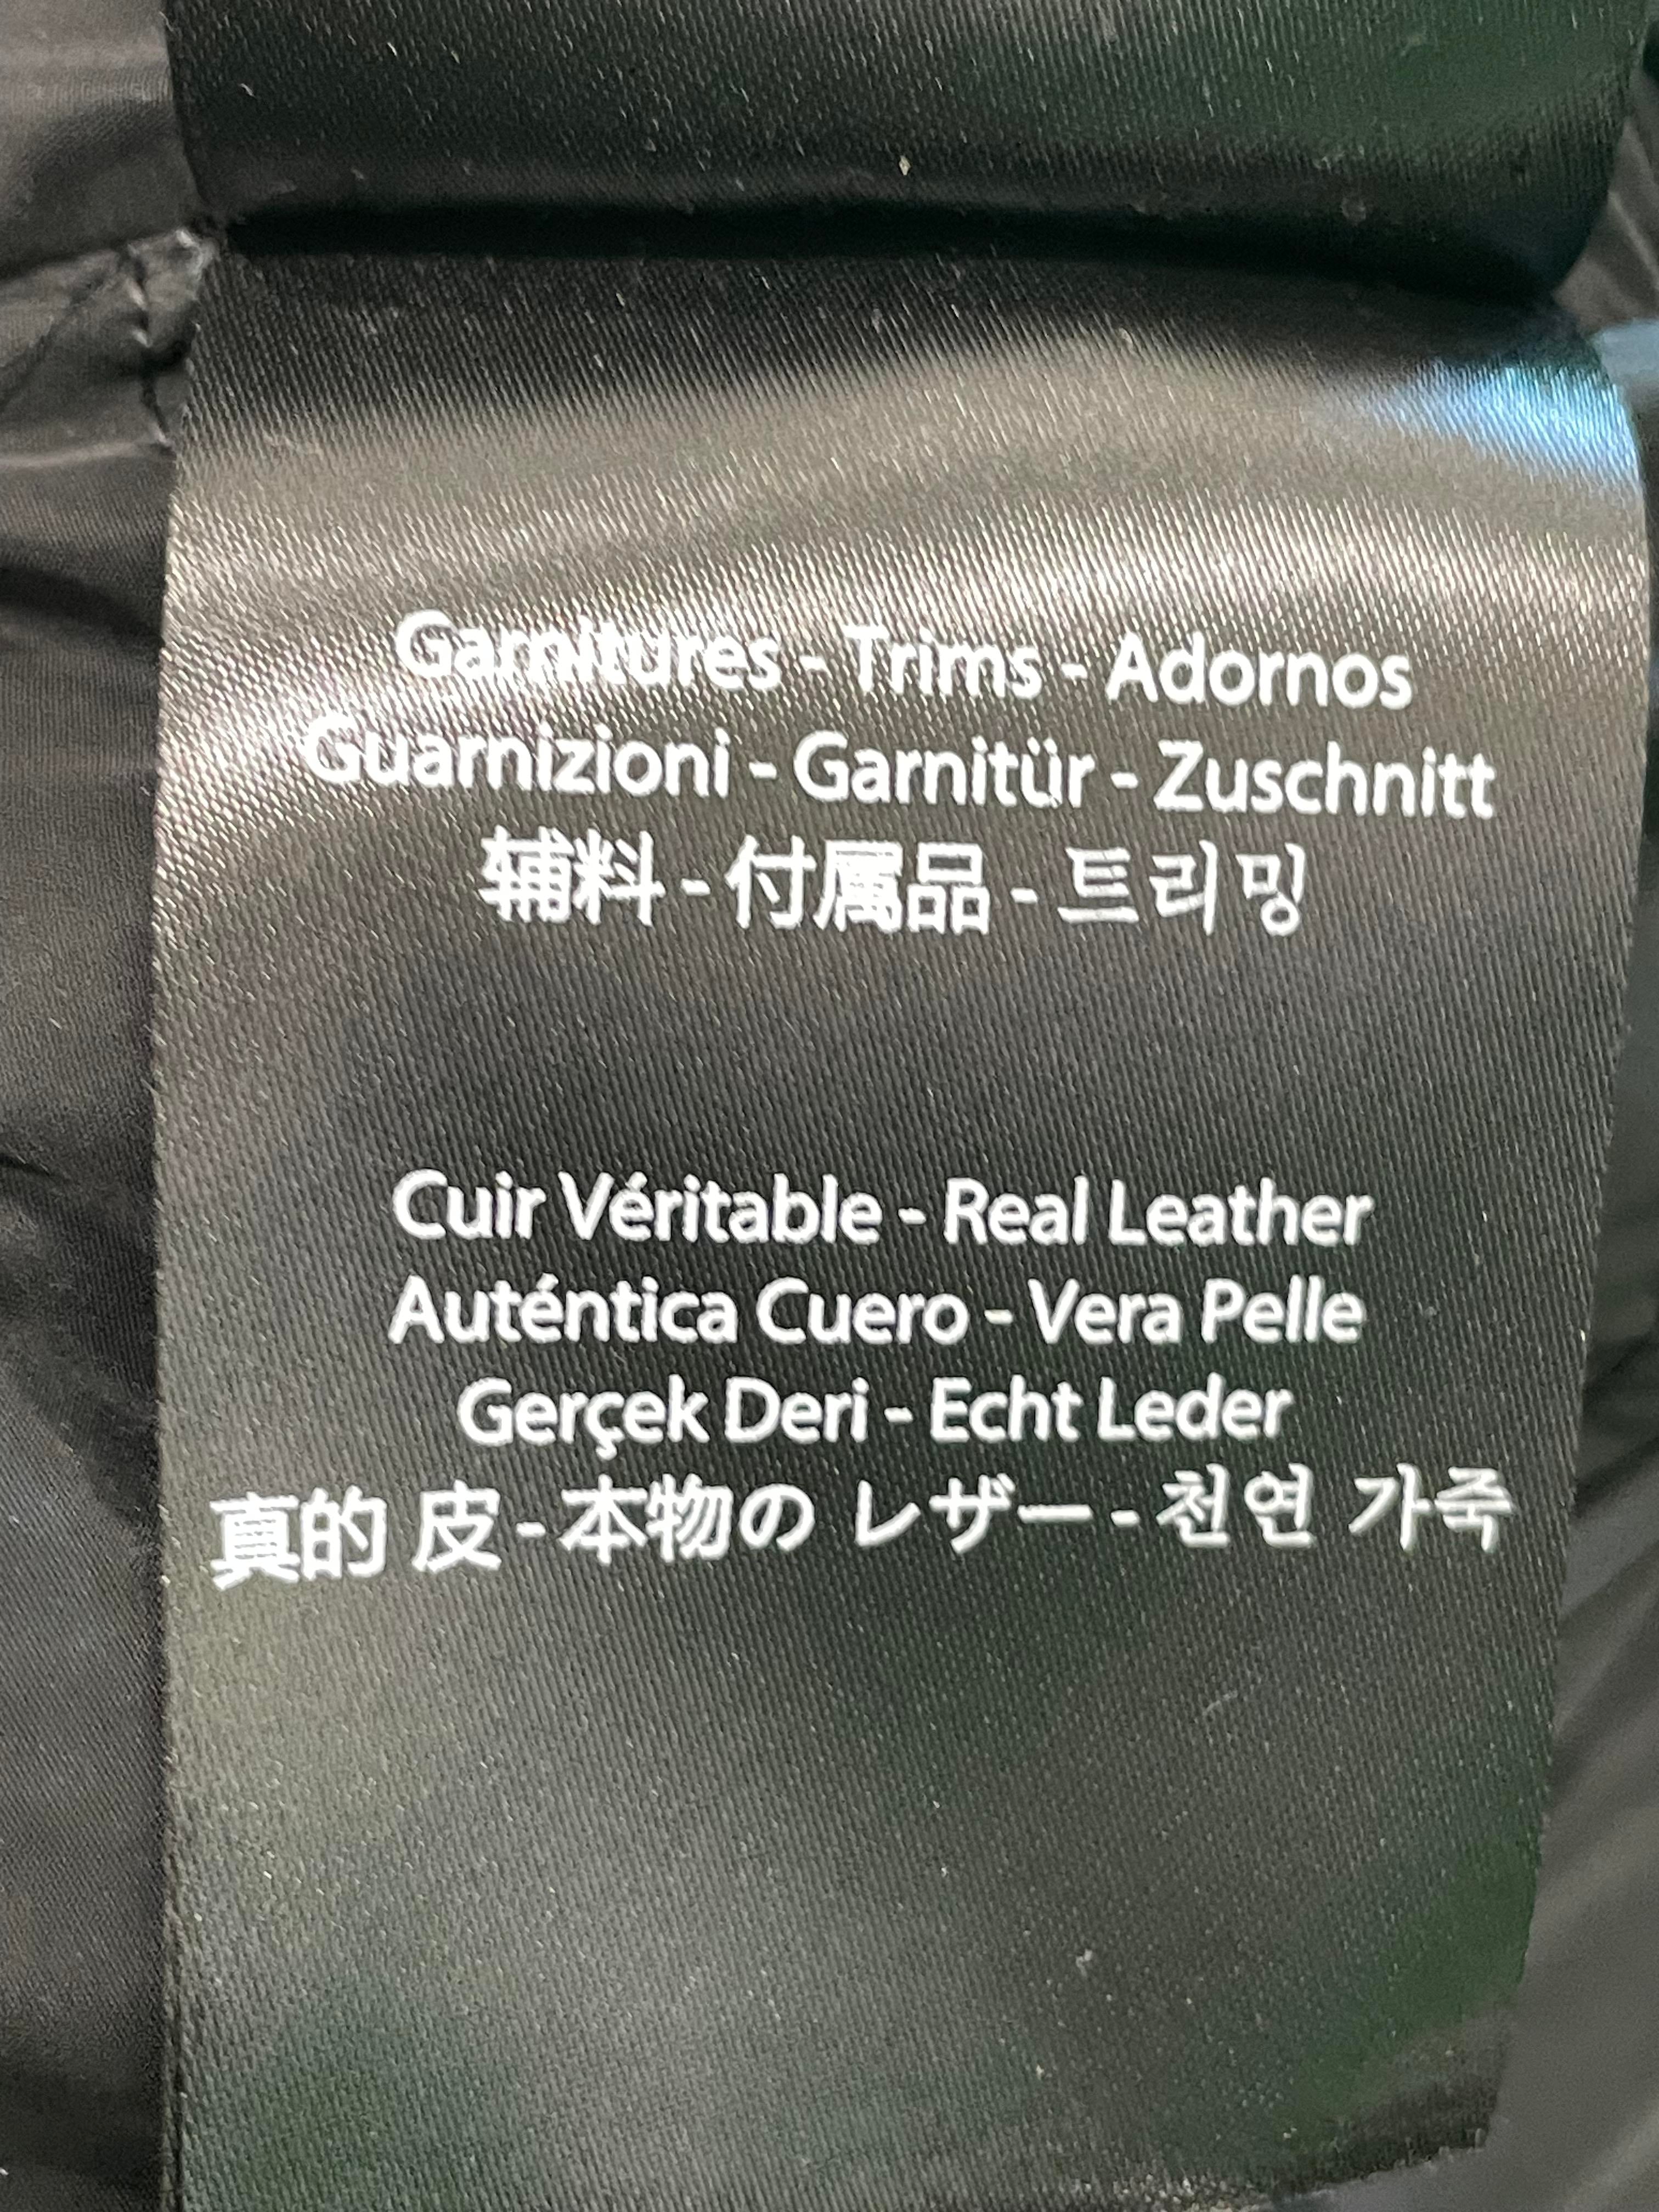 Garnitures - Trims - Adornos
Guarnizioni - Garnitür - Zuschnitt
辅料 - 付属品 - 트리밍
Cuir Véritable - Real Leather
Auténtica Cuero - Vera Pelle
Gerçek Deri - Echt Leder
真的 皮 - 本物の レザー - 천연 가죽